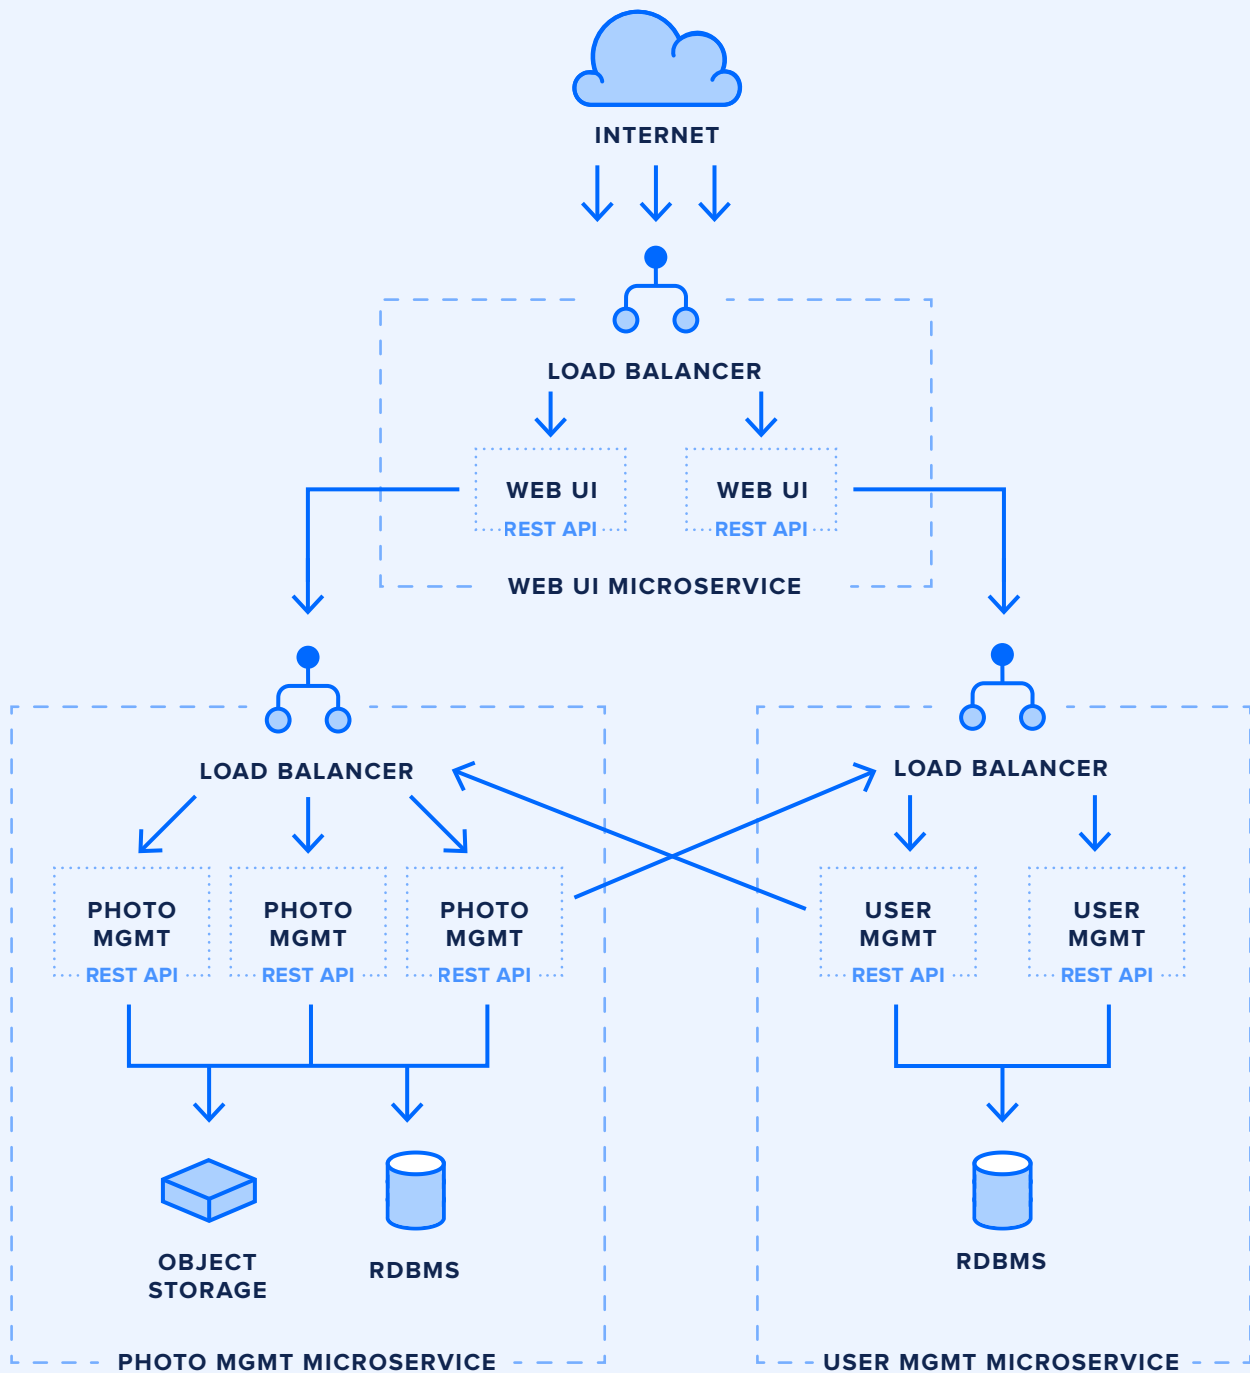 INTERNET
LOAD BALANCER
WEB UI
REST API
WEB UI
REST API
WEB UI MICROSERVICE
LOAD BALANCER
PHOTO
MGMT
REST API
PHOTO
MGMT
REST API
PHOTO
MGMT
REST API
OBJECT
STORAGE
RDBMS
PHOTO MGMT MICROSERVICE
LOAD BALANCER
USER
MGMT
REST API
USER
MGMT
REST API
RDBMS
USER MGMT MICROSERVICE